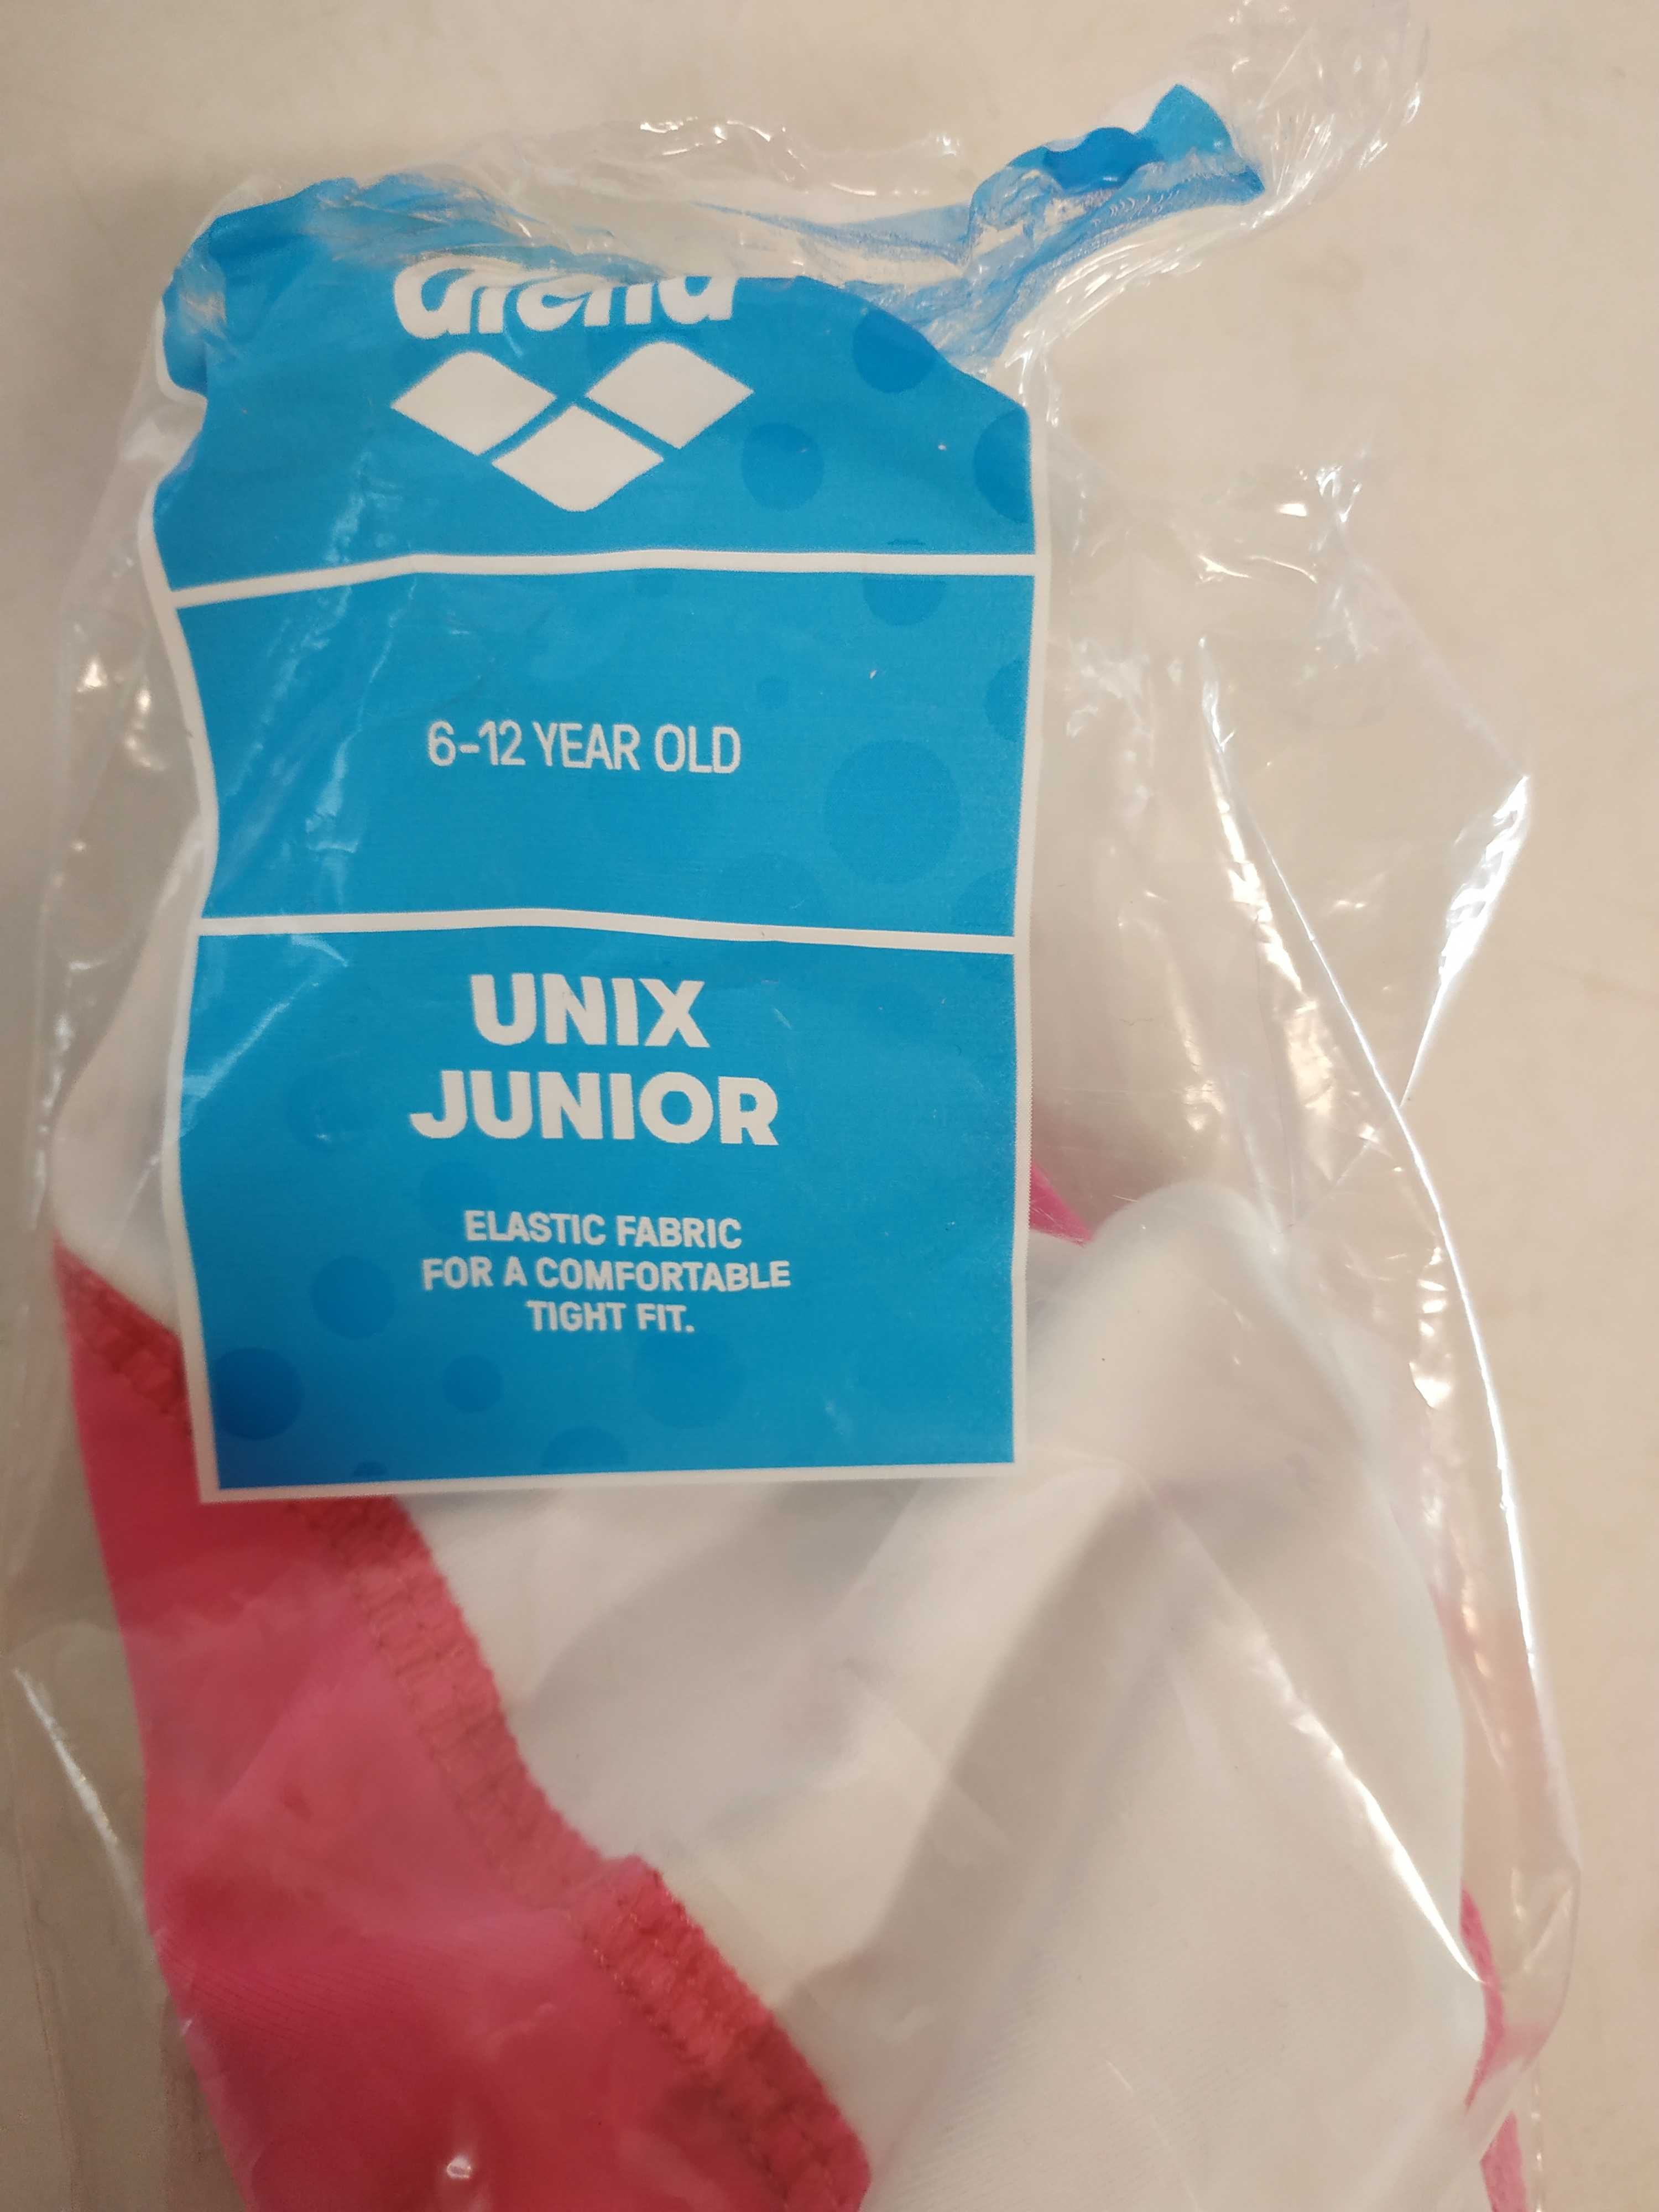 arena
6-12 YEAR OLD
UNIX
JUNIOR
ELASTIC FABRIC
FOR A COMFORTABLE
TIGHT FIT.